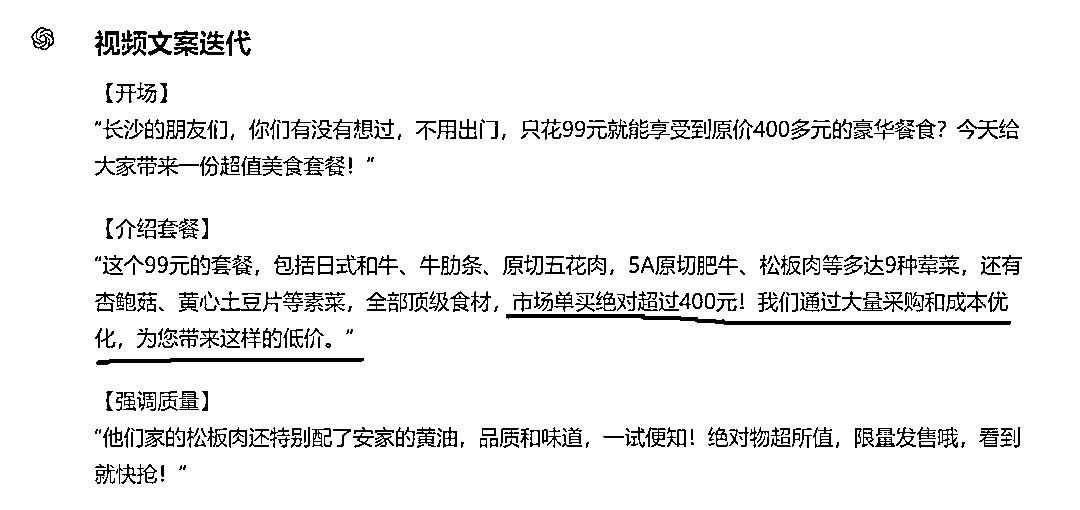 视频文案迭代
【开场】
“长沙的朋友们，你们有没有想过，不用出门，只花99元就能享受到原价400多元的豪华餐食？今天给
大家带来一份超值美食套餐！”
【介绍套餐】
“这个99元的套餐，包括日式和牛、牛肋条、原切五花肉，5A原切肥牛、松板肉等多达9种荤菜，还有
杏鲍菇、黄心土豆片等素菜，全部顶级食材，市场单买绝对超过400元！我们通过大量采购和成本优
化，为您带来这样的低价。”
【强调质量】
“他们家的松板肉还特别配了安家的黄油，品质和味道，一试便知！绝对物超所值，限量发售哦，看到
就快抢！”